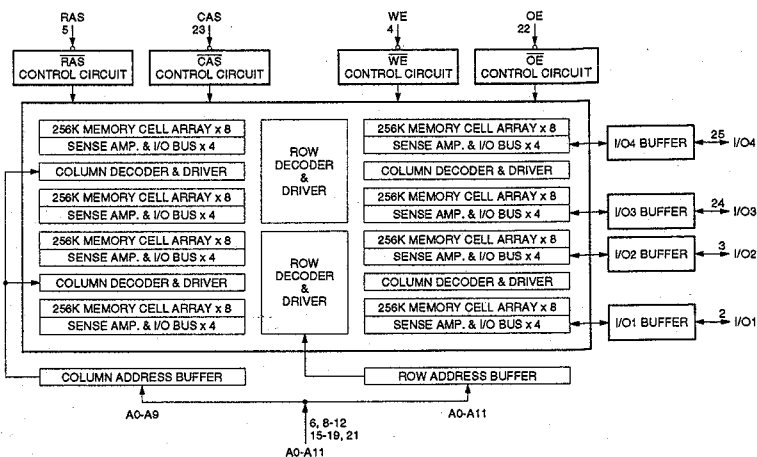 RAS CAS WE OE
5 23 4 22
RAS CONTROL CIRCUIT
CAS CONTROL CIRCUIT
WE CONTROL CIRCUIT
OE CONTROL CIRCUIT
256K MEMORY CELL ARRAY x 8
SENSE AMP. & I/O BUS x 4
COLUMN DECODER & DRIVER
256K MEMORY CELL ARRAY x 8
SENSE AMP. & I/O BUS x 4
256K MEMORY CELL ARRAY x 8
SENSE AMP. & I/O BUS x 4
COLUMN DECODER & DRIVER
256K MEMORY CELL ARRAY x 8
SENSE AMP. & I/O BUS x 4
ROW
DECODER
&
DRIVER
ROW
DECODER
&
DRIVER
256K MEMORY CELL ARRAY x 8
SENSE AMP. & I/O BUS x 4
COLUMN DECODER & DRIVER
256K MEMORY CELL ARRAY x 8
SENSE AMP. & I/O BUS x 4
256K MEMORY CELL ARRAY x 8
SENSE AMP. & I/O BUS x 4
COLUMN DECODER & DRIVER
256K MEMORY CELL ARRAY x 8
SENSE AMP. & I/O BUS x 4
I/O4 BUFFER 25 I/O4
I/O3 BUFFER 24 I/O3
I/O2 BUFFER 3 I/O2
I/O1 BUFFER 2 I/O1
COLUMN ADDRESS BUFFER
ROW ADDRESS BUFFER
A0-A9
A0-A11
6, 8-12
15-19, 21
A0-A11